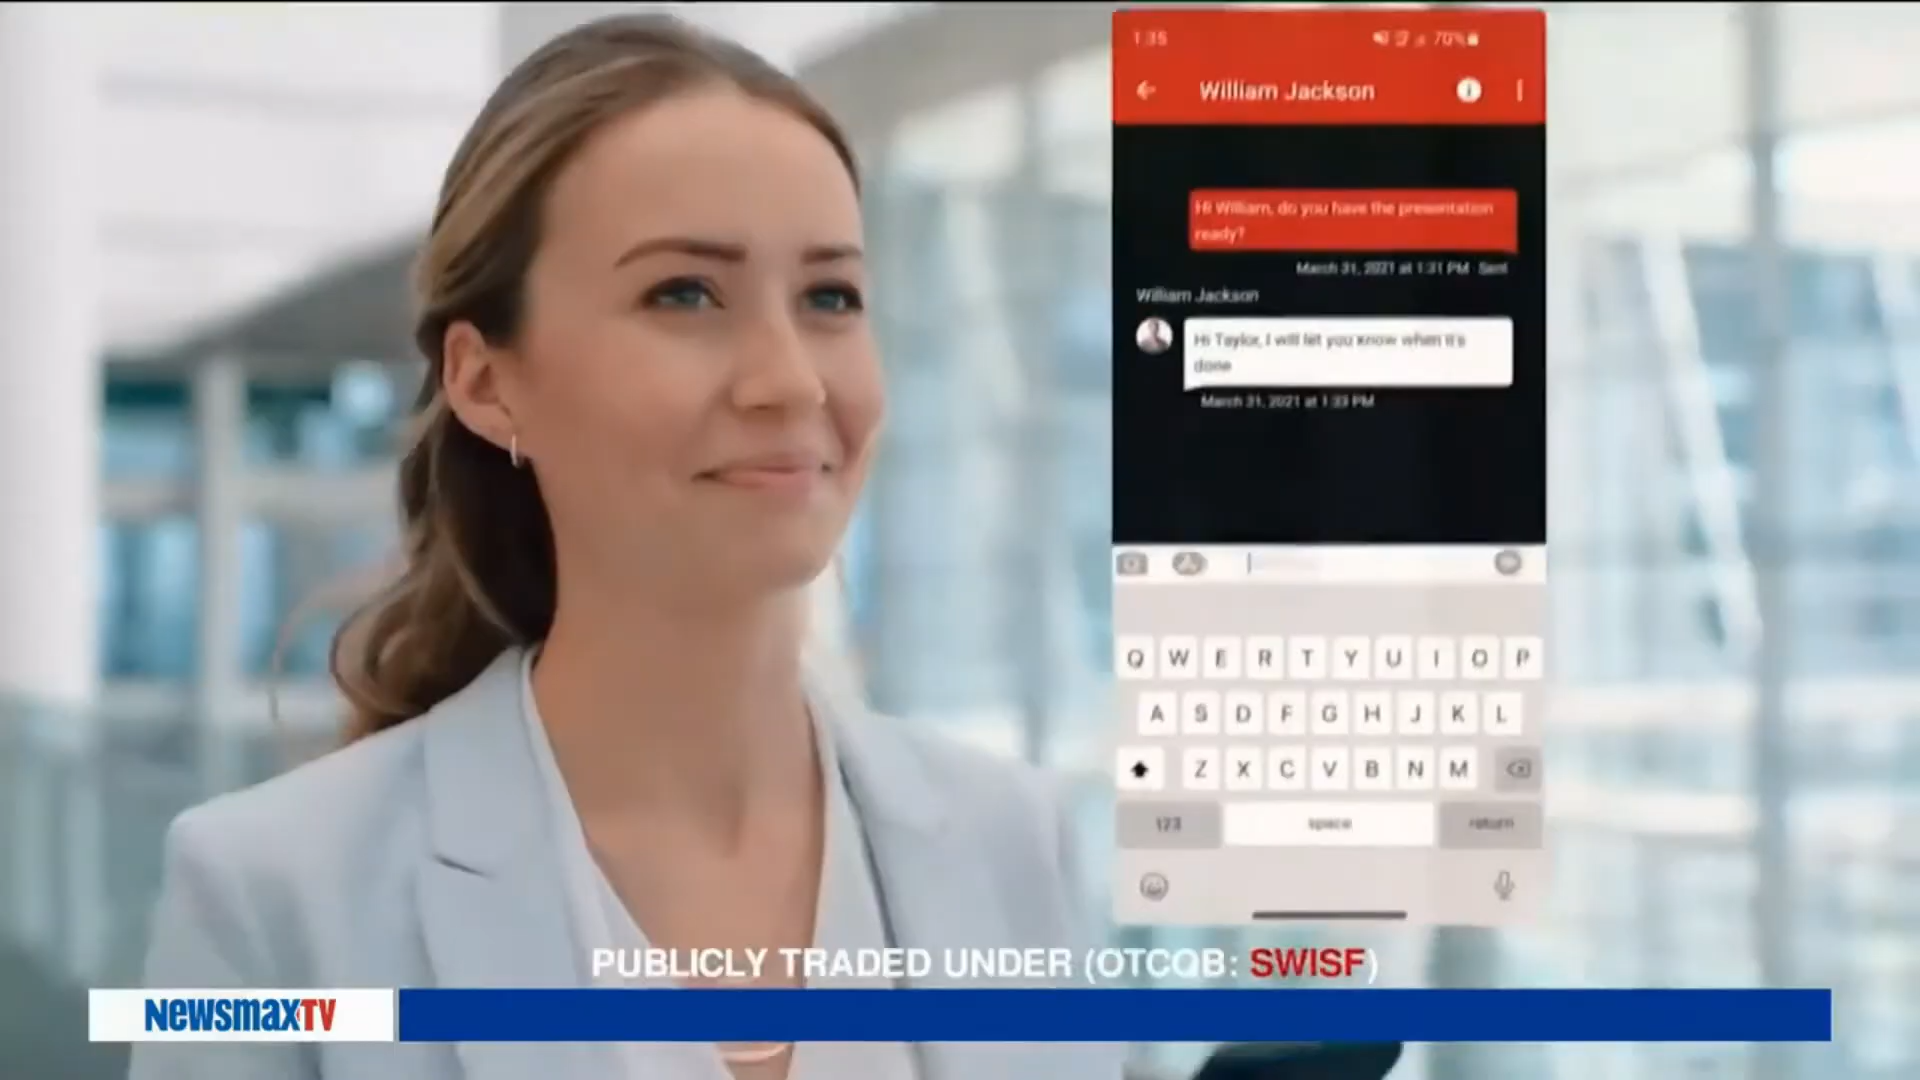 1:35
70%
William Jackson
Hi William, do you have the presentation
ready?
March 31, 2021 at 1:31 PM Sent
William Jackson
Hi Taylor, I will let you know when it's
done
March 31, 2021 at 1:33 PM
Q W E R T Y U I O P
A S D F G H J K L
Z X C V B N M
123 space return
PUBLICLY TRADED UNDER (OTCQB: SWISF)
NEWSMAXTV